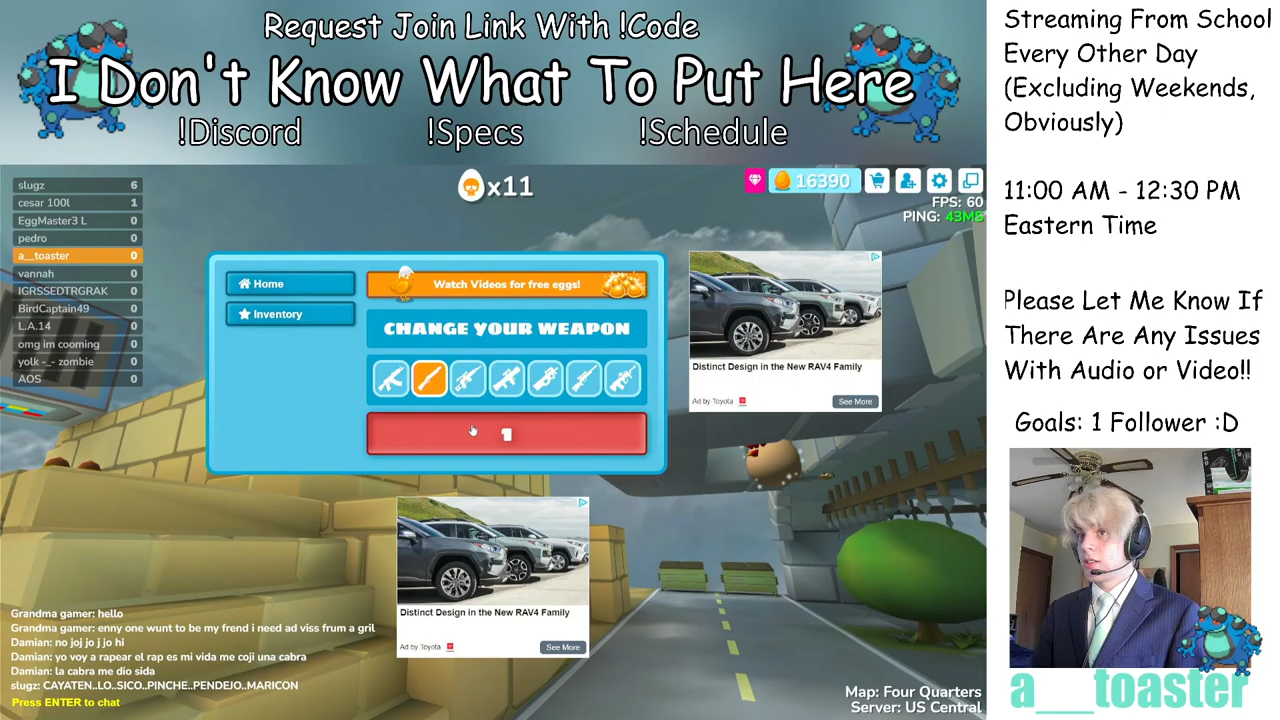 Request Join Link With !Code
I Don't Know What To Put Here
!Discord
!Specs
!Schedule
Streaming From School
Every Other Day
(Excluding Weekends,
Obviously)
11:00 AM - 12:30 PM
Eastern Time
Please Let Me Know If
There Are Any Issues
With Audio or Video!!
Goals: 1 Follower :D
a___toaster
slugz 6
cesar 100l 1
EggMaster3 L 0
pedro 0
a__toaster 0
vannah 0
IGRSSEDTRGRAK 0
BirdCaptain49 0
L.A.14 0
omg im cooming 0
yolk -_- zombie 0
AOS 0
x11
16390
FPS: 60
PING: 43MS
Home
Inventory
Watch Videos for free eggs!
CHANGE YOUR WEAPON
1
Distinct Design in the New RAV4 Family
Ad by Toyota
See More
Distinct Design in the New RAV4 Family
Ad by Toyota
See More
Grandma gamer: hello
Grandma gamer: enny one wunt to be my frend i need ad viss frum a gril
Damian: no joj jo j jo hi
Damian: yo voy a rapear el rap es mi vida me coji una cabra
Damian: la cabra me dio sida
slugz: CAYATEN..LO..SICO..PINCHE..PENDEJO..MARICON
Press ENTER to chat
Map: Four Quarters
Server: US Central